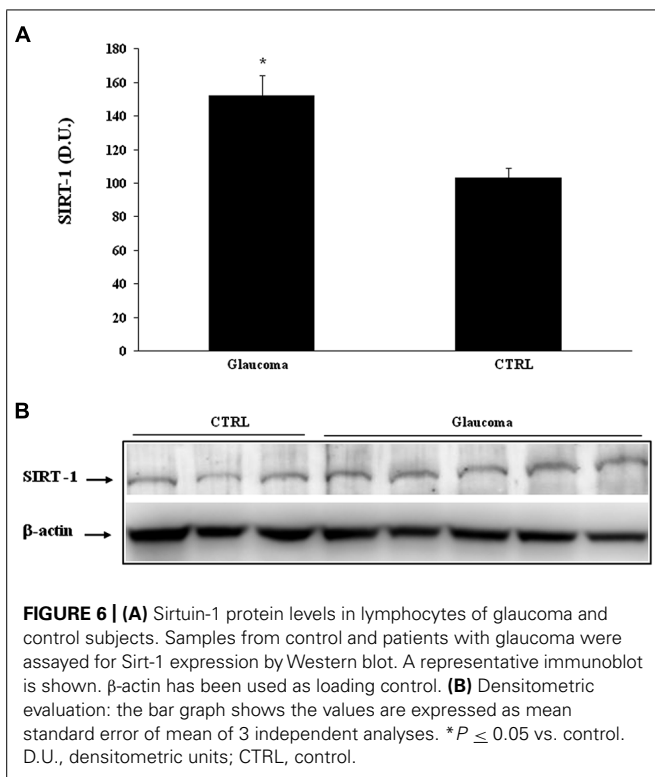 A
SIRT-1 (D.U.)
180
160
140
120
100
80
60
40
20
0
*
Glaucoma
CTRL
B
CTRL
Glaucoma
SIRT-1
β-actin
FIGURE 6 | (A) Sirtuin-1 protein levels in lymphocytes of glaucoma and
control subjects. Samples from control and patients with glaucoma were
assayed for Sirt-1 expression by Western blot. A representative immunoblot
is shown. β-actin has been used as loading control. (B) Densitometric
evaluation: the bar graph shows the values are expressed as mean
standard error of mean of 3 independent analyses. *P ≤ 0.05 vs. control.
D.U., densitometric units; CTRL, control.